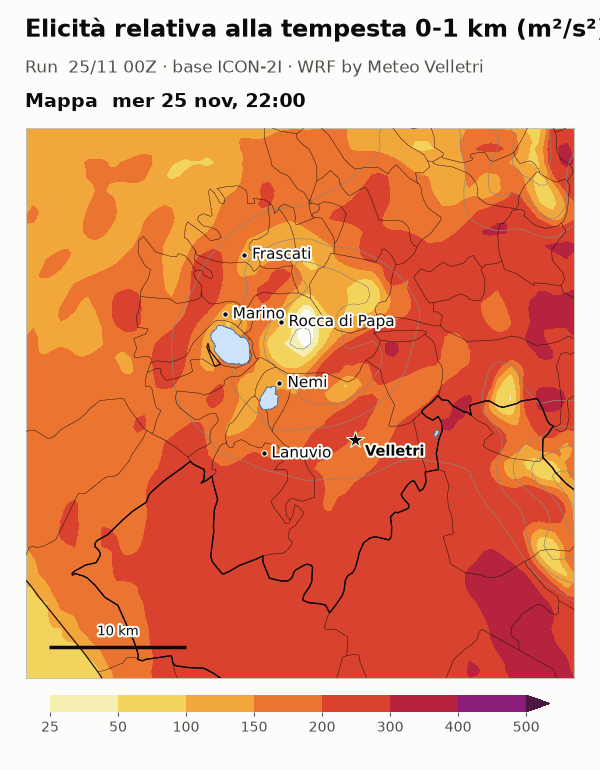 Elicità relativa alla tempesta 0-1 km (m²/s²)
Run  25/11 00Z · base ICON-2I · WRF by Meteo Velletri
Mappa  mer 25 nov, 22:00
Frascati
Marino
Rocca di Papa
Nemi
Lanuvio
Velletri
10 km
25 50 100 150 200 300 400 500